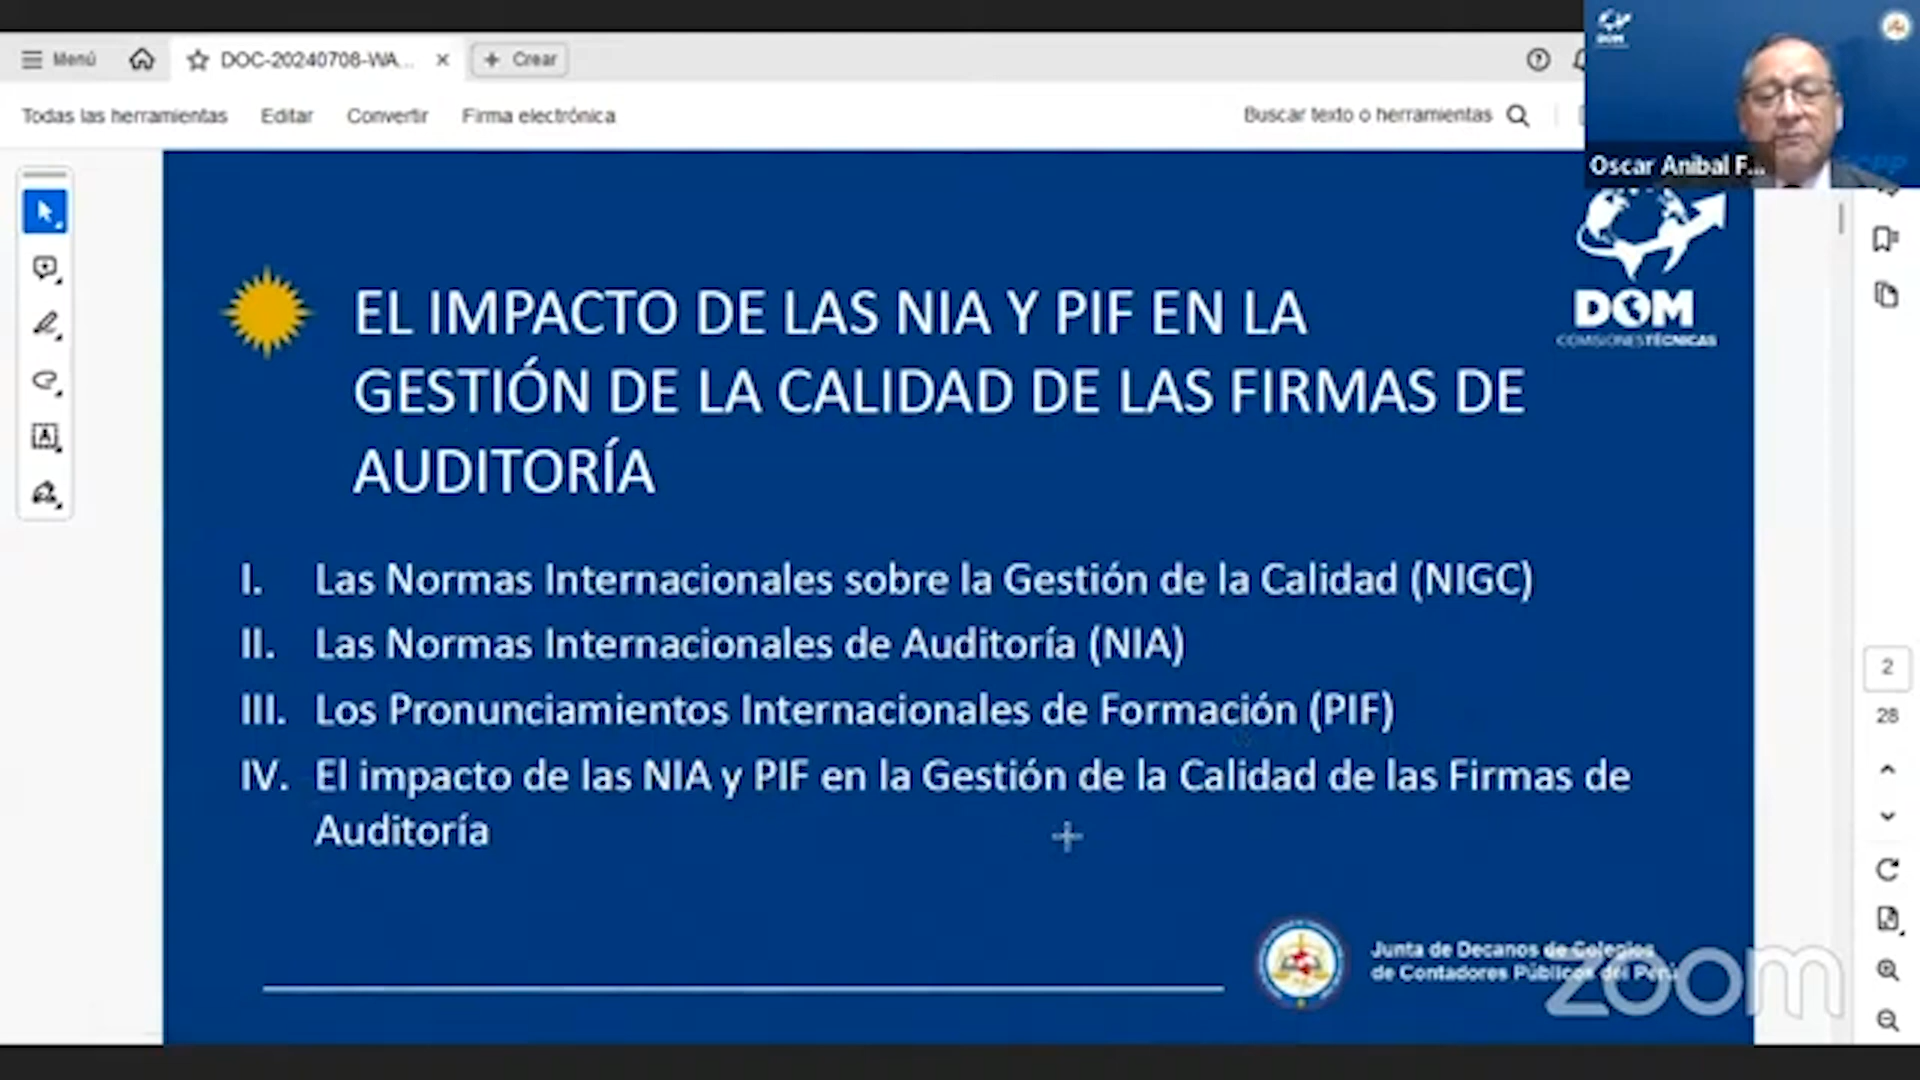 Menú
DOC-20240708-WA...
Crear
Todas las herramientas
Editar
Convertir
Firma electrónica
Buscar texto o herramientas
DOM
Oscar Anibal F...
DOM
COMISIONES TÉCNICAS
EL IMPACTO DE LAS NIA Y PIF EN LA
GESTIÓN DE LA CALIDAD DE LAS FIRMAS DE
AUDITORÍA
I. Las Normas Internacionales sobre la Gestión de la Calidad (NIGC)
II. Las Normas Internacionales de Auditoría (NIA)
III. Los Pronunciamientos Internacionales de Formación (PIF)
IV. El impacto de las NIA y PIF en la Gestión de la Calidad de las Firmas de
Auditoría
2
28
Junta de Decanos de Colegios
de Contadores Públicos del Perú
zoom